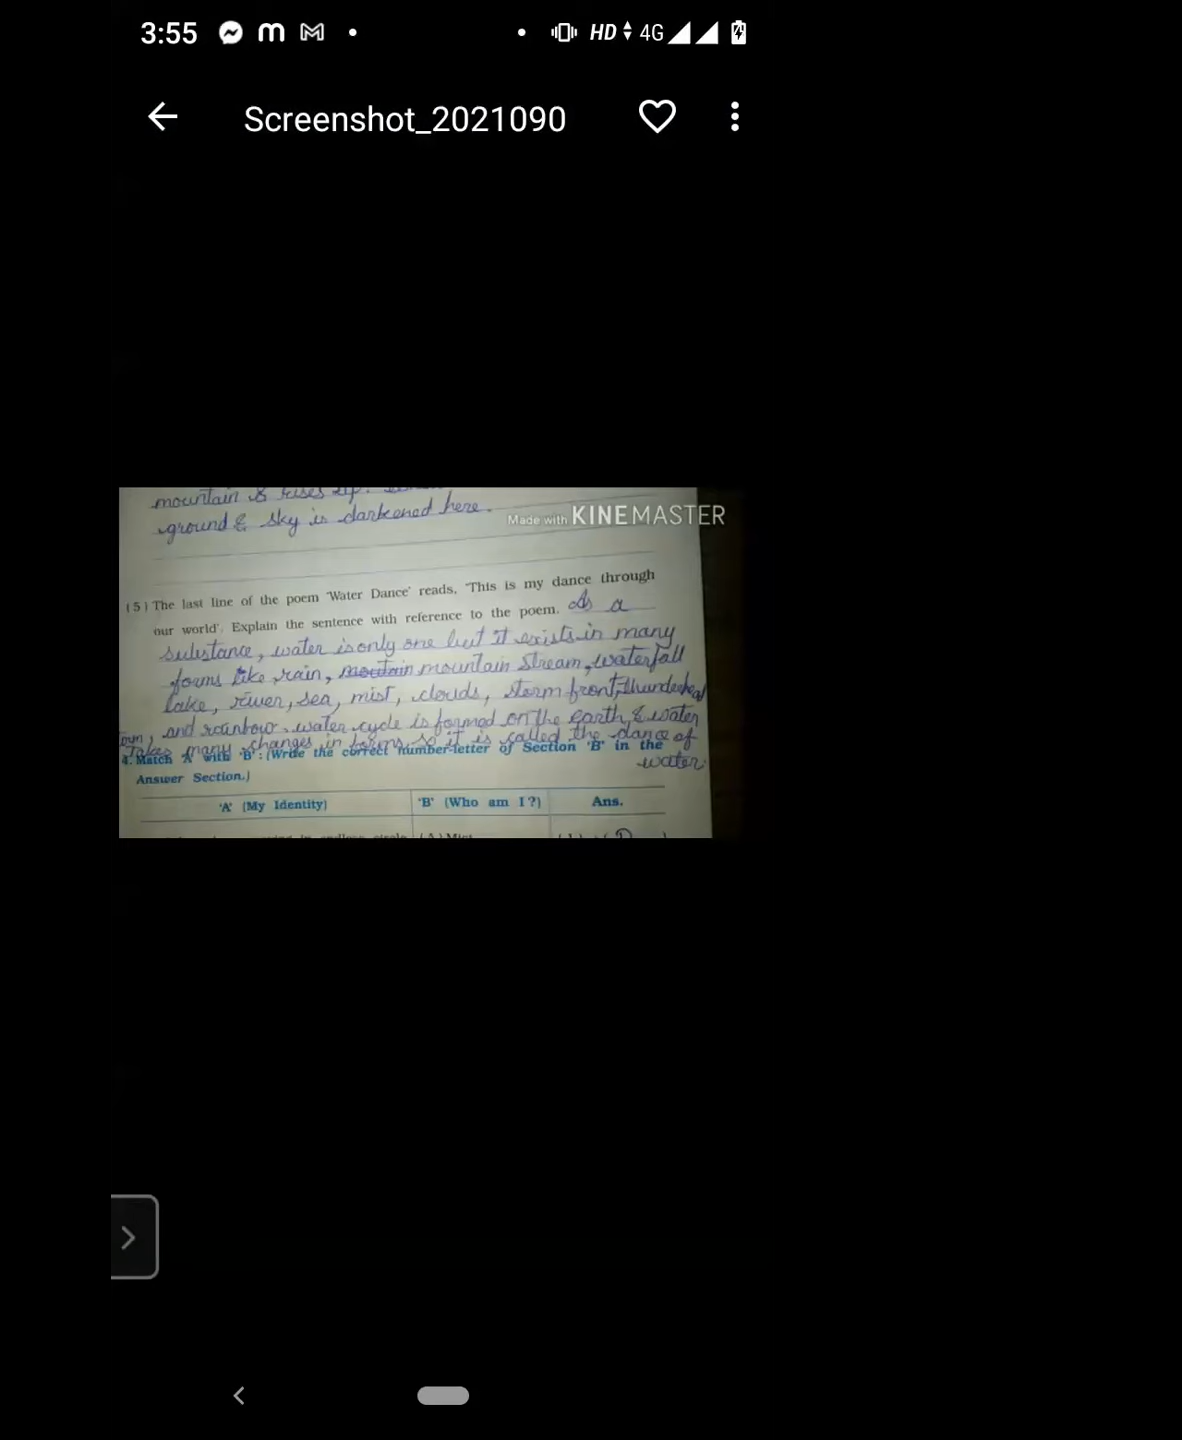 3:55 HD 4G
Screenshot_2021090
mountain & rises up.
ground & sky is darkened here.
Made with KINEMASTER
(5) The last line of the poem 'Water Dance' reads, 'This is my dance through
our world'. Explain the sentence with reference to the poem. As a
substance, water is only one but it exists in many
forms like rain, mountain mountain stream, waterfall
lake, river, sea, mist, clouds, storm front, thunderhead
and rainbow. water cycle is formed on the earth & water
Takes many changes in forms so it is called the dance of
water.
4. Match 'A' with 'B' : (Write the correct number-letter of Section 'B' in the
Answer Section.)
'A' (My Identity) 'B' (Who am I?) Ans.
in endless circle (A) Mist